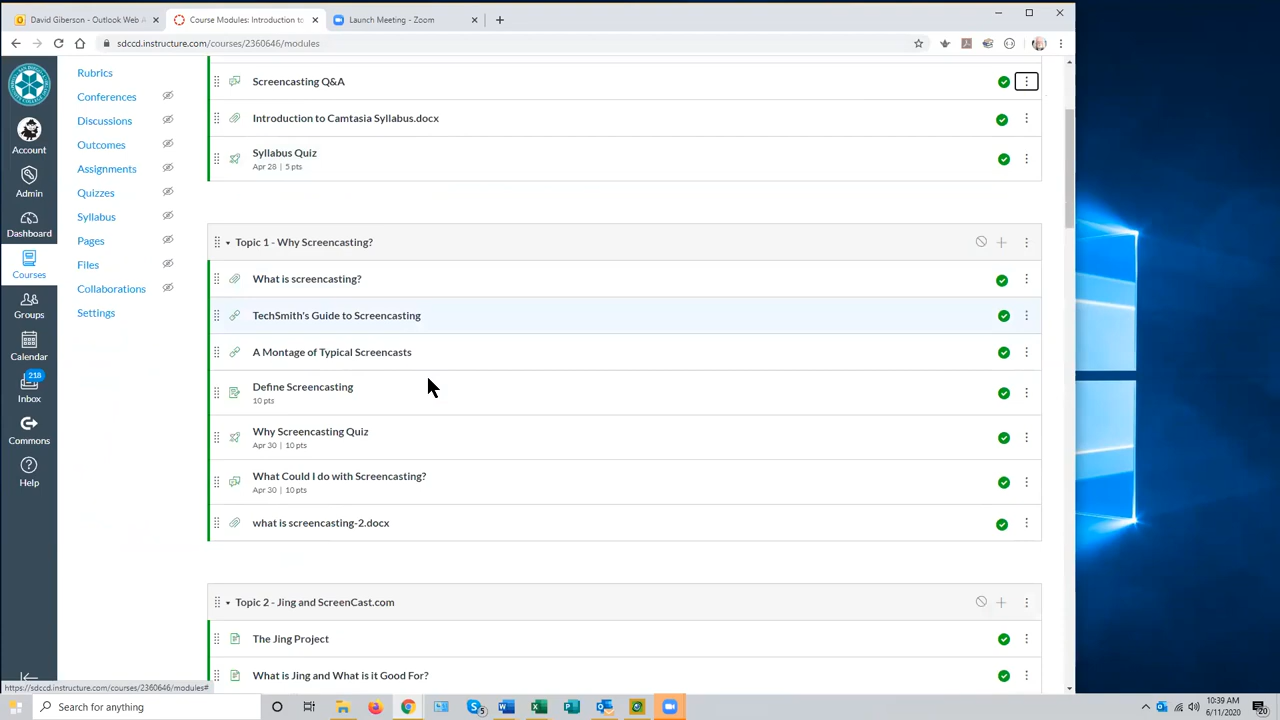 David Giberson - Outlook Web A
Course Modules: Introduction to
Launch Meeting - Zoom
sdccd.instructure.com/courses/2360646/modules
Account
Admin
Dashboard
Courses
Groups
Calendar
218
Inbox
Commons
Help
Rubrics
Conferences
Discussions
Outcomes
Assignments
Quizzes
Syllabus
Pages
Files
Collaborations
Settings
Screencasting Q&A
Introduction to Camtasia Syllabus.docx
Syllabus Quiz
Apr 28 | 5 pts
Topic 1 - Why Screencasting?
What is screencasting?
TechSmith's Guide to Screencasting
A Montage of Typical Screencasts
Define Screencasting
10 pts
Why Screencasting Quiz
Apr 30 | 10 pts
What Could I do with Screencasting?
Apr 30 | 10 pts
what is screencasting-2.docx
Topic 2 - Jing and ScreenCast.com
The Jing Project
What is Jing and What is it Good For?
https://sdccd.instructure.com/courses/2360646/modules#
Search for anything
5
10:39 AM
6/11/2020
20